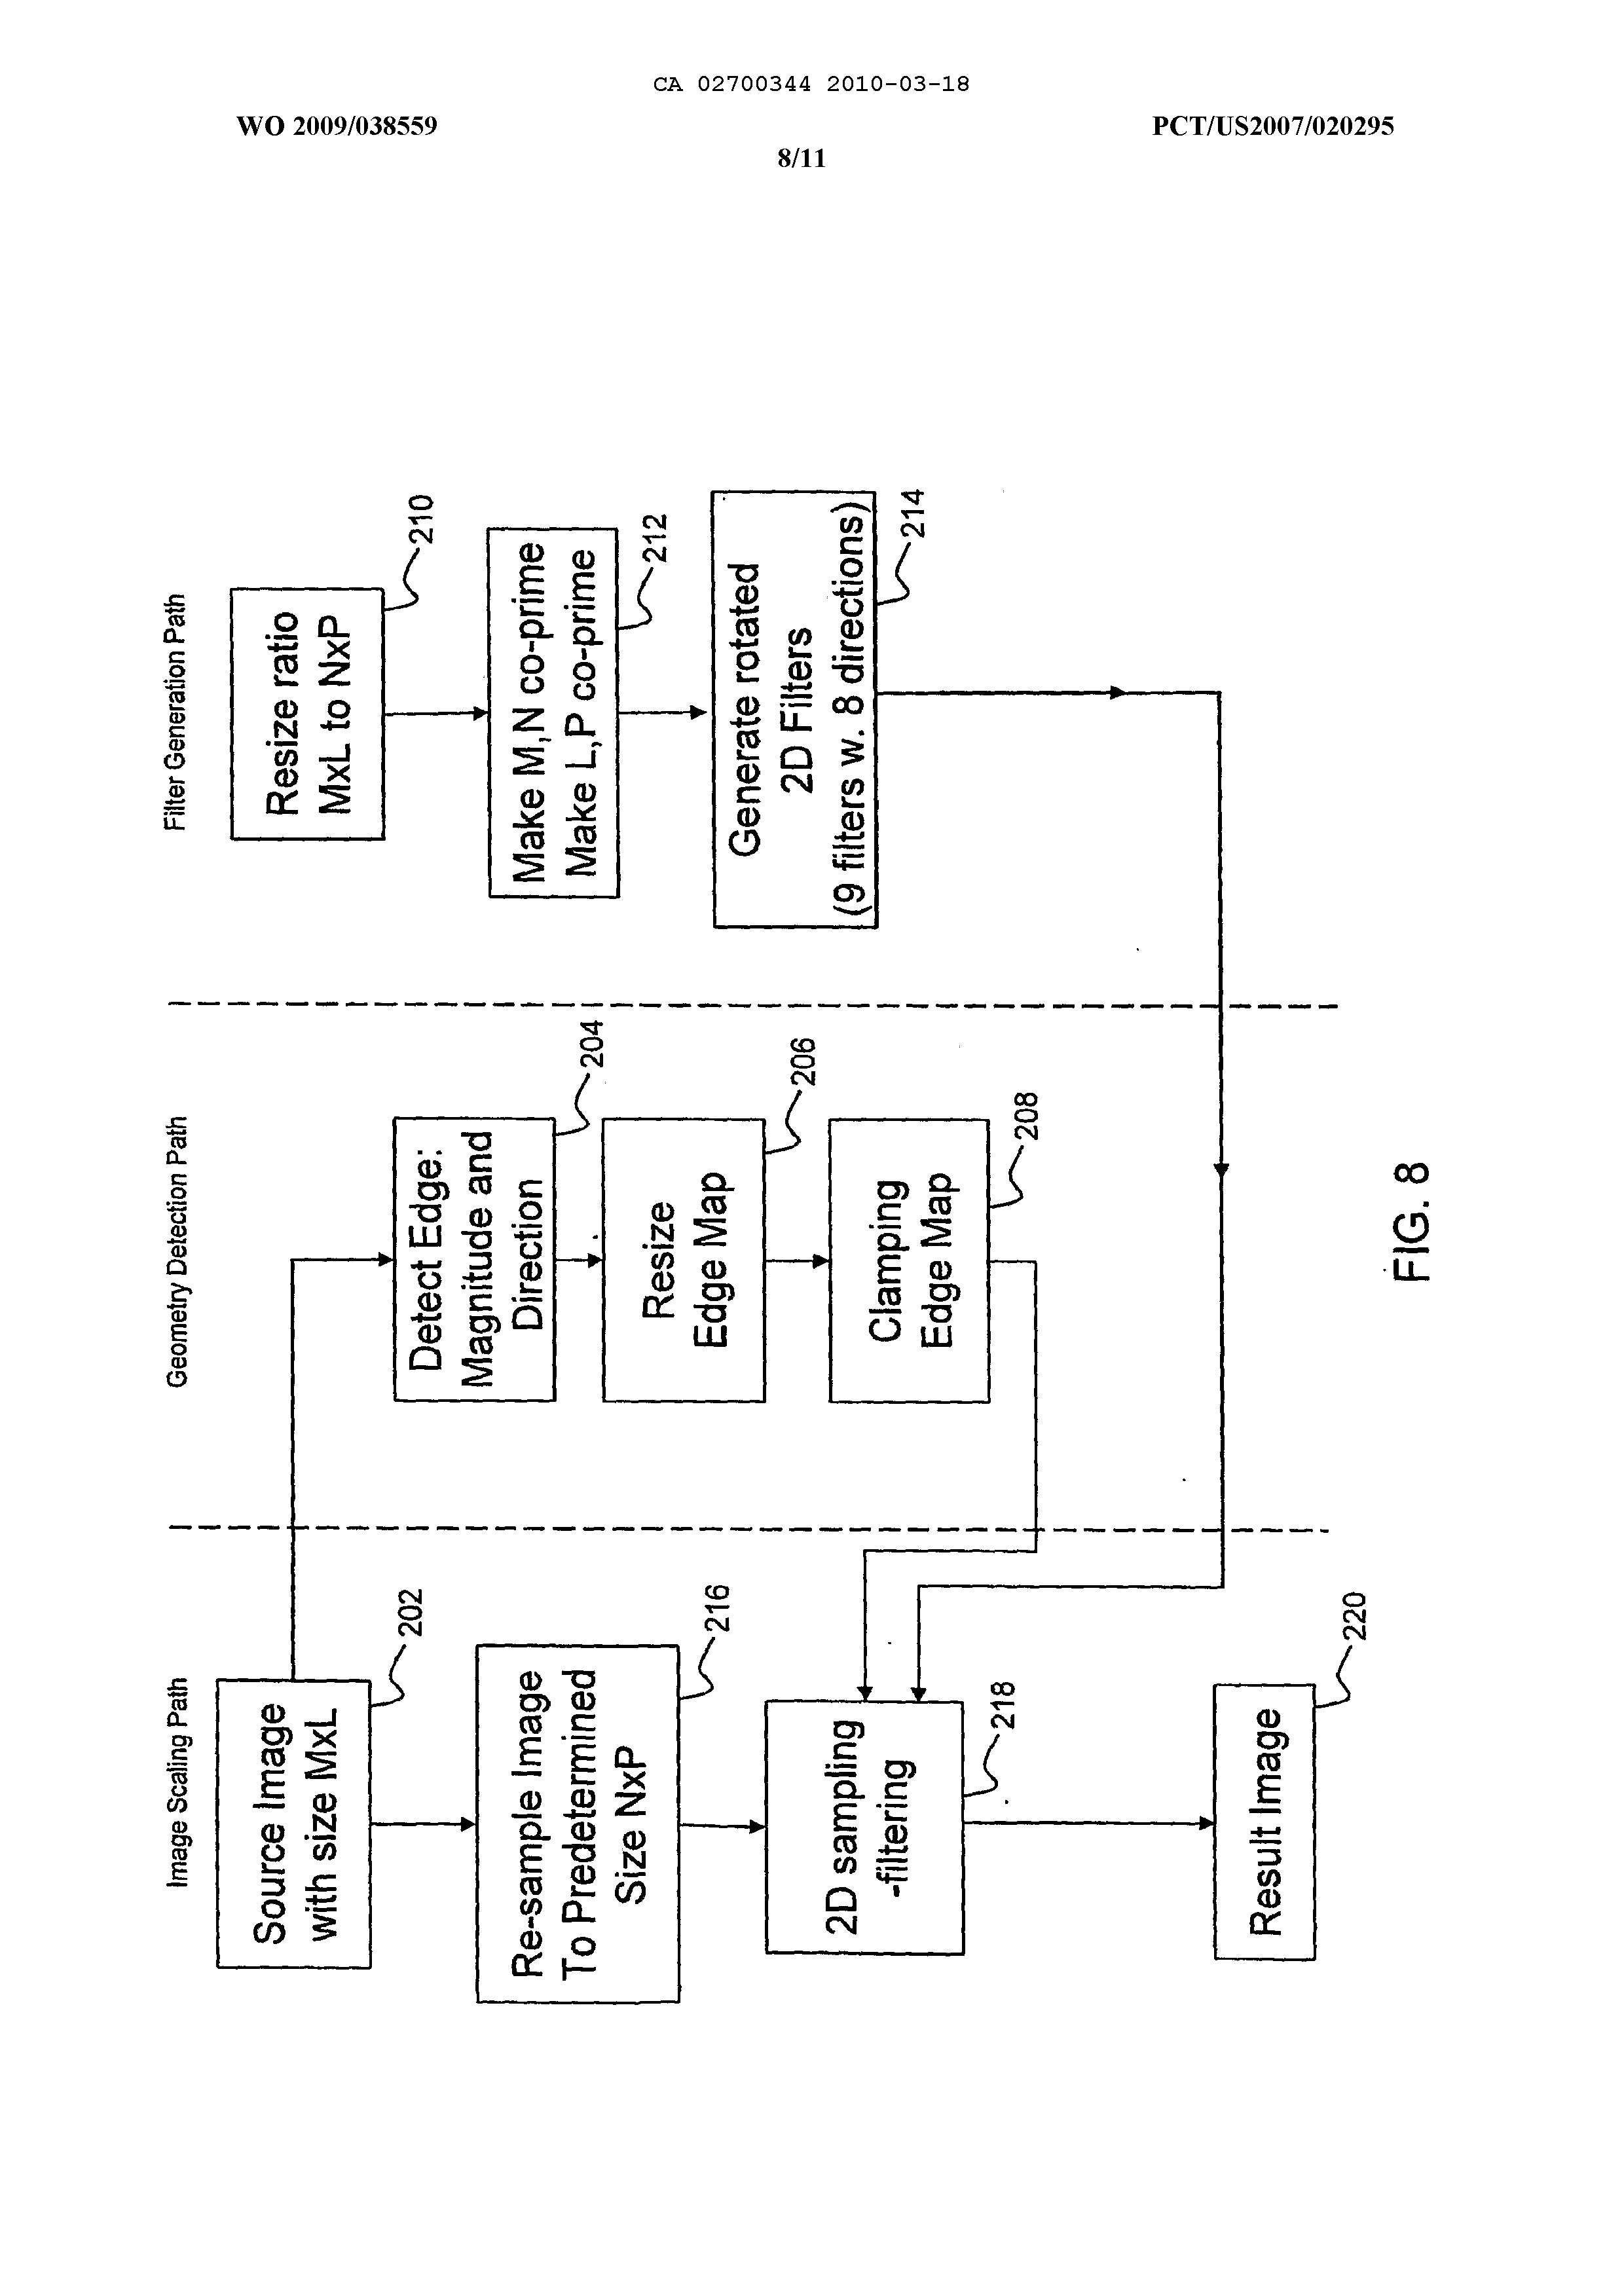 CA 02700344 2010-03-18
WO 2009/038559
PCT/US2007/020295
8/11
Image Scaling Path
Source Image
with size MxL
202
Re-sample Image
To Predetermined
Size NxP
216
2D sampling
-filtering
218
Result Image
220
Geometry Detection Path
Detect Edge:
Magnitude and
Direction
204
Resize
Edge Map
206
Clamping
Edge Map
208
Filter Generation Path
Resize ratio
MxL to NxP
210
Make M,N co-prime
Make L,P co-prime
212
Generate rotated
2D Filters
(9 filters w. 8 directions)
214
FIG. 8